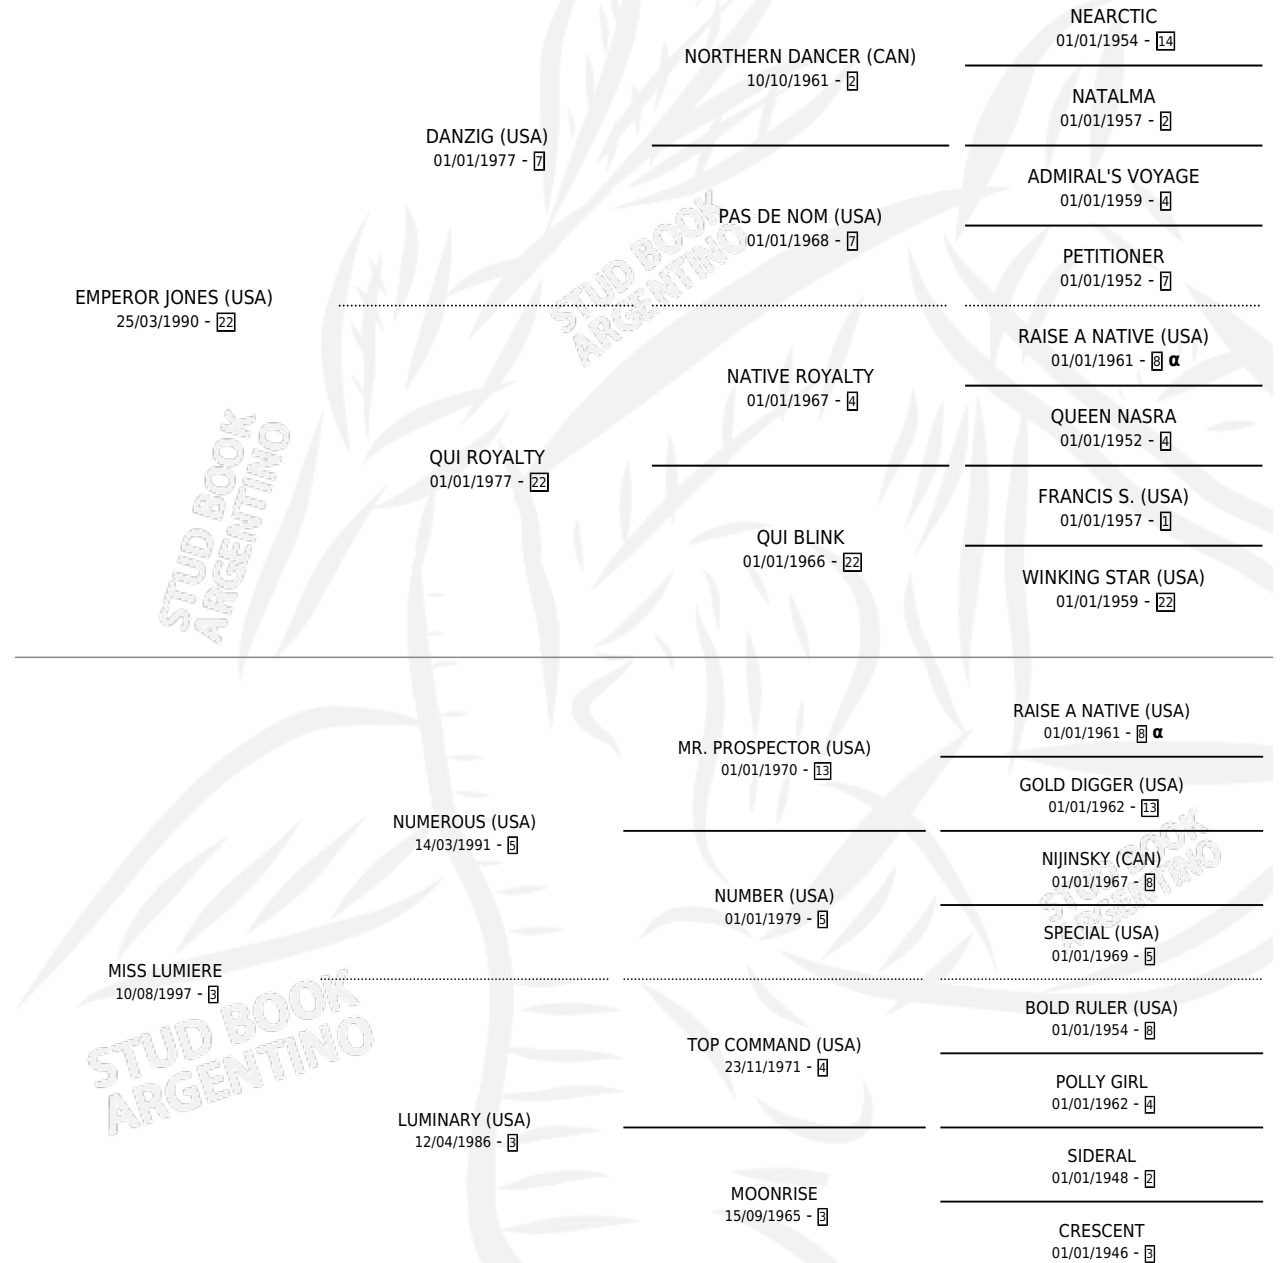 NEARCTIC
01/01/1954 - 14
NORTHERN DANCER (CAN)
10/10/1961 - 2
NATALMA
01/01/1957 - 2
DANZIG (USA)
01/01/1977 - 7
ADMIRAL'S VOYAGE
01/01/1959 - 4
PAS DE NOM (USA)
01/01/1968 - 7
PETITIONER
01/01/1952 - 7
EMPEROR JONES (USA)
25/03/1990 - 22
RAISE A NATIVE (USA)
01/01/1961 - 8 α
NATIVE ROYALTY
01/01/1967 - 4
QUEEN NASRA
01/01/1952 - 4
QUI ROYALTY
01/01/1977 - 22
FRANCIS S. (USA)
01/01/1957 - 1
QUI BLINK
01/01/1966 - 22
WINKING STAR (USA)
01/01/1959 - 22
RAISE A NATIVE (USA)
01/01/1961 - 8 α
MR. PROSPECTOR (USA)
01/01/1970 - 13
GOLD DIGGER (USA)
01/01/1962 - 13
NUMEROUS (USA)
14/03/1991 - 5
NIJINSKY (CAN)
01/01/1967 - 8
NUMBER (USA)
01/01/1979 - 5
SPECIAL (USA)
01/01/1969 - 5
MISS LUMIERE
10/08/1997 - 3
BOLD RULER (USA)
01/01/1954 - 8
TOP COMMAND (USA)
23/11/1971 - 4
POLLY GIRL
01/01/1962 - 4
LUMINARY (USA)
12/04/1986 - 3
SIDERAL
01/01/1948 - 2
MOONRISE
15/09/1965 - 3
CRESCENT
01/01/1946 - 3
STUD BOOK
ARGENTINO
STUD BOOK
ARGENTINO
STUD BOOK
ARGENTINO
STUD BOOK
ARGENTINO